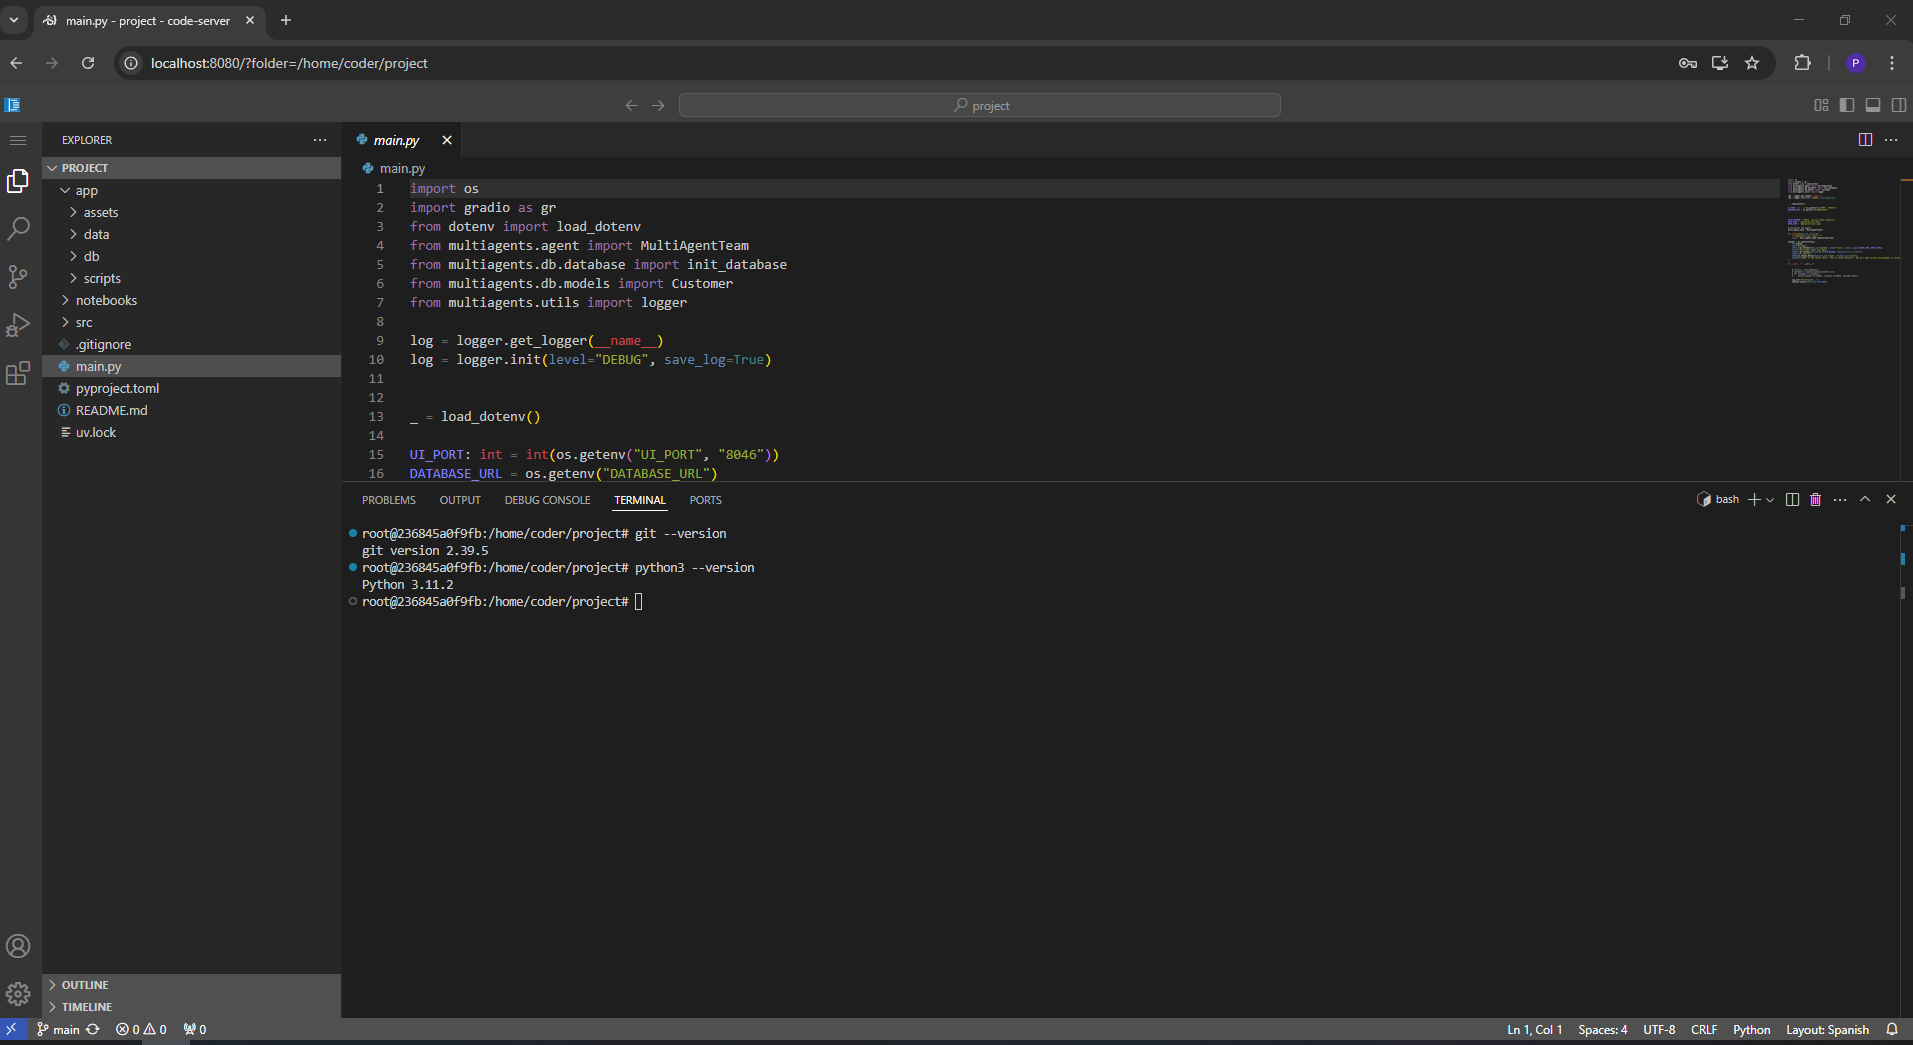 main.py - project - code-server
localhost:8080/?folder=/home/coder/project
P
project
EXPLORER
PROJECT
app
assets
data
db
scripts
notebooks
src
.gitignore
main.py
pyproject.toml
README.md
uv.lock
OUTLINE
TIMELINE
main.py
main.py
1 import os
2 import gradio as gr
3 from dotenv import load_dotenv
4 from multiagents.agent import MultiAgentTeam
5 from multiagents.db.database import init_database
6 from multiagents.db.models import Customer
7 from multiagents.utils import logger
8
9 log = logger.get_logger(__name__)
10 log = logger.init(level="DEBUG", save_log=True)
11
12
13 _ = load_dotenv()
14
15 UI_PORT: int = int(os.getenv("UI_PORT", "8046"))
16 DATABASE_URL = os.getenv("DATABASE_URL")
PROBLEMS OUTPUT DEBUG CONSOLE TERMINAL PORTS
bash
root@236845a0f9fb:/home/coder/project# git --version
git version 2.39.5
root@236845a0f9fb:/home/coder/project# python3 --version
Python 3.11.2
root@236845a0f9fb:/home/coder/project#
main 0 0 0 Ln 1, Col 1 Spaces: 4 UTF-8 CRLF Python Layout: Spanish